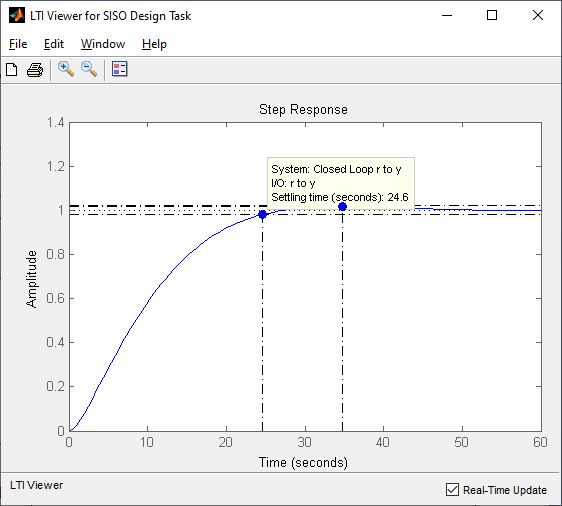 LTI Viewer for SISO Design Task
File Edit Window Help
Step Response
1.4
1.2
1
0.8
0.6
0.4
0.2
0
Amplitude
System: Closed Loop r to y
I/O: r to y
Settling time (seconds): 24.6
0 10 20 30 40 50 60
Time (seconds)
LTI Viewer
Real-Time Update